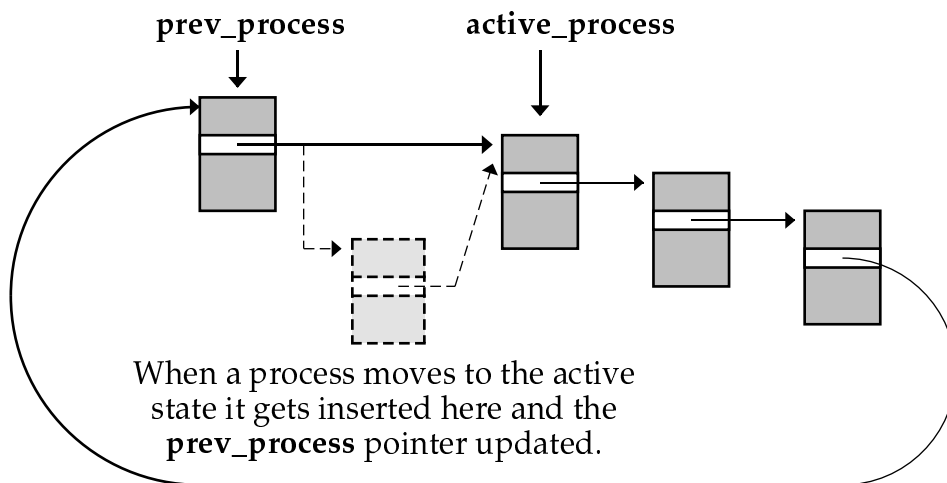 prev_process
active_process
When a process moves to the active
state it gets inserted here and the
prev_process pointer updated.